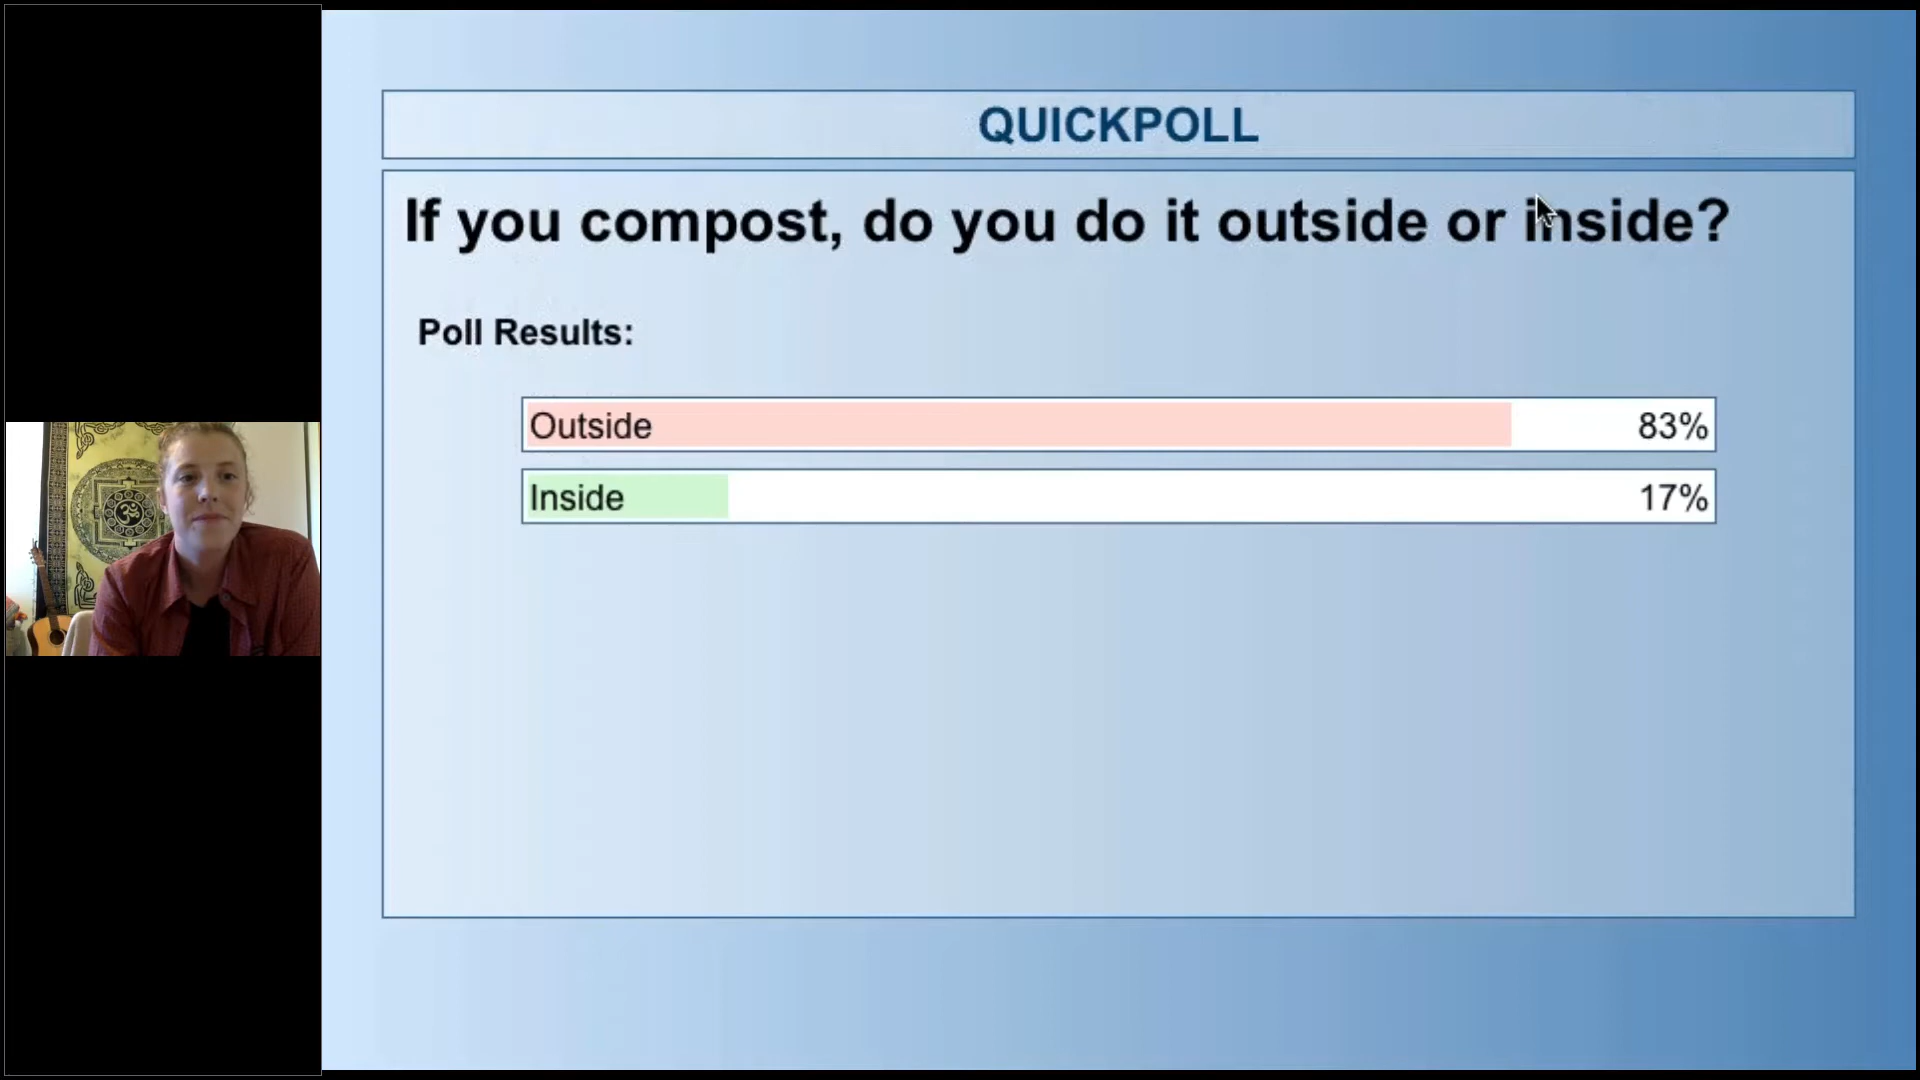 QUICKPOLL
If you compost, do you do it outside or inside?
Poll Results:
Outside 83%
Inside 17%